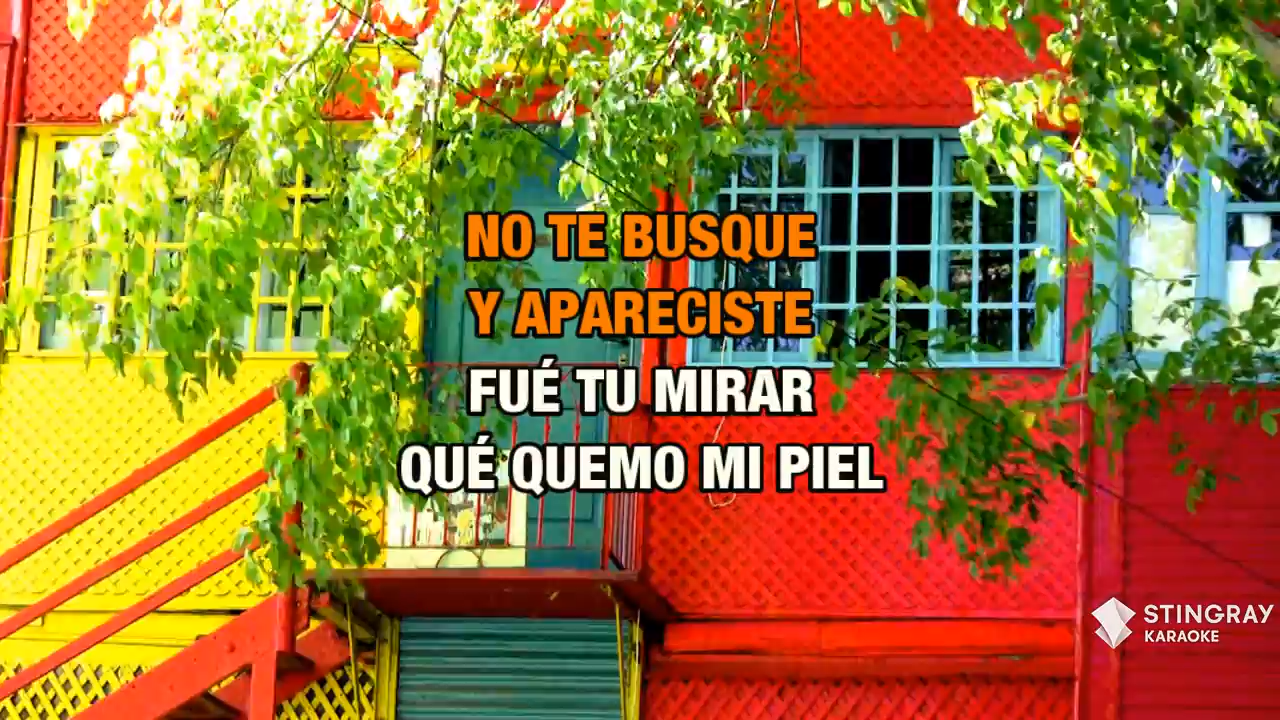 NO TE BUSQUE
Y APARECISTE
FUÉ TU MIRAR
QUÉ QUEMO MI PIEL
STINGRAY
KARAOKE